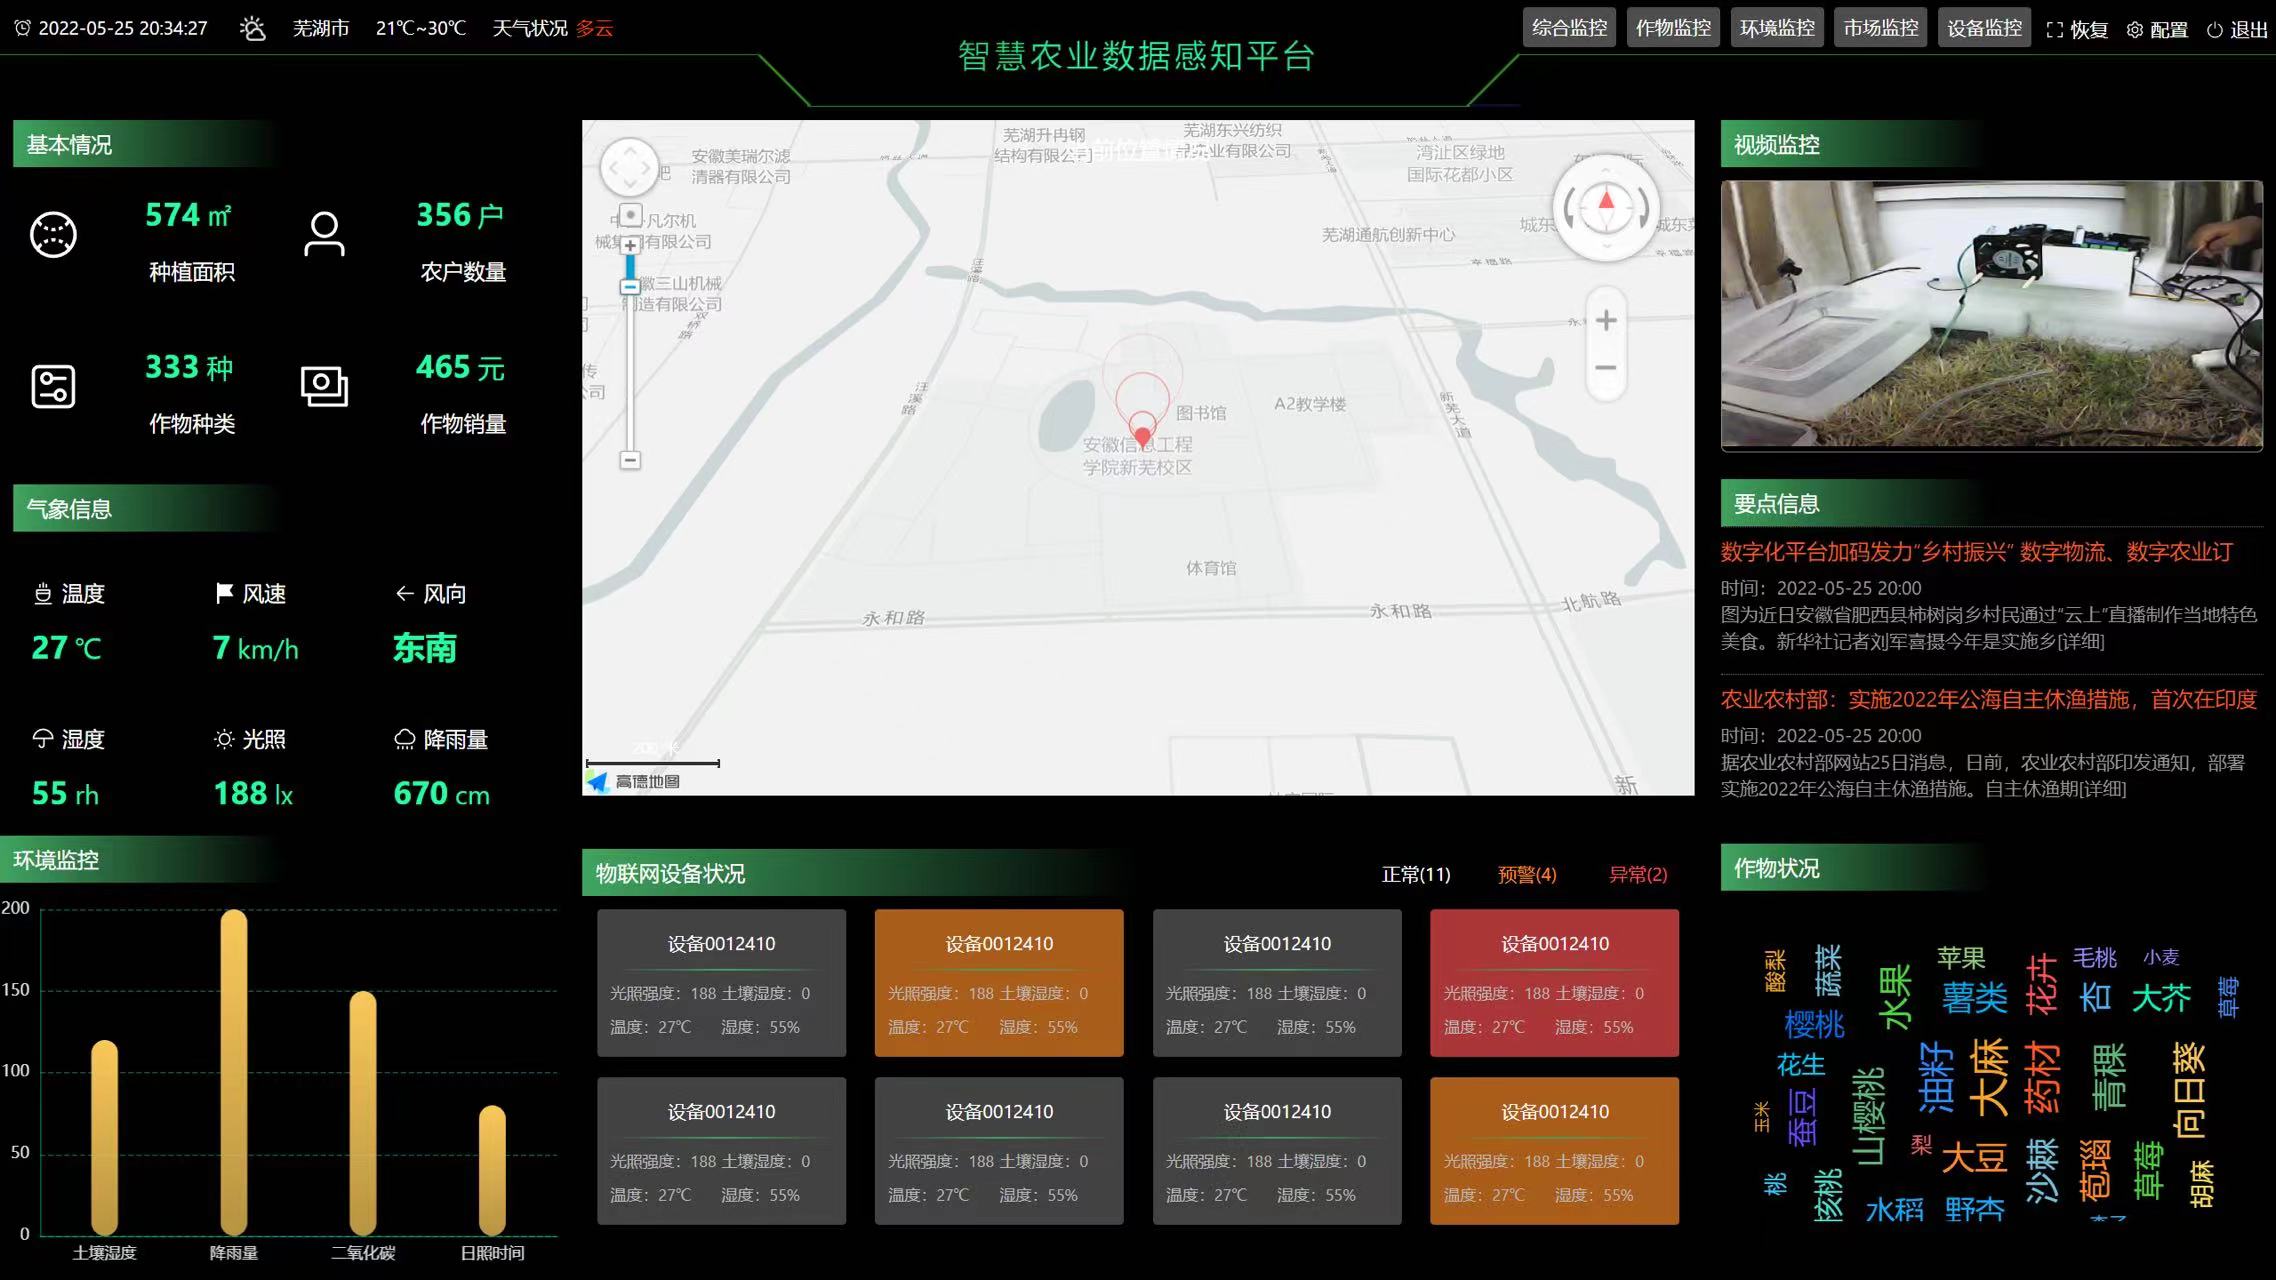 2022-05-25 20:34:27 芜湖市 21℃~30℃ 天气状况 多云
智慧农业数据感知平台
综合监控 作物监控 环境监控 市场监控 设备监控 恢复 配置 退出
基本情况
574 ㎡
种植面积
356 户
农户数量
333 种
作物种类
465 元
作物销量
气象信息
温度 风速 风向
27 ℃ 7 km/h 东南
湿度 光照 降雨量
55 rh 188 lx 670 cm
环境监控
200
150
100
50
0
土壤湿度 降雨量 二氧化碳 日照时间
安徽美瑞尔滤
清器有限公司
芜湖升冉钢
结构有限公司
芜湖东兴纺织
湾沚区绿地
国际花都小区
芜湖通航创新中心
凡尔机
有限公司
徽三山机械
制造有限公司
双桥路
汪溪路
新芜大道
幸福路
图书馆
A2教学楼
安徽信息工程
学院新芜校区
体育馆
永和路
永和路
北航路
新
200 米
高德地图
物联网设备状况 正常(11) 预警(4) 异常(2)
设备0012410
光照强度：188 土壤湿度：0
温度：27℃ 湿度：55%
设备0012410
光照强度：188 土壤湿度：0
温度：27℃ 湿度：55%
设备0012410
光照强度：188 土壤湿度：0
温度：27℃ 湿度：55%
设备0012410
光照强度：188 土壤湿度：0
温度：27℃ 湿度：55%
设备0012410
光照强度：188 土壤湿度：0
温度：27℃ 湿度：55%
设备0012410
光照强度：188 土壤湿度：0
温度：27℃ 湿度：55%
设备0012410
光照强度：188 土壤湿度：0
温度：27℃ 湿度：55%
设备0012410
光照强度：188 土壤湿度：0
温度：27℃ 湿度：55%
视频监控
要点信息
数字化平台加码发力“乡村振兴” 数字物流、数字农业订
时间：2022-05-25 20:00
图为近日安徽省肥西县柿树岗乡村民通过“云上”直播制作当地特色
美食。新华社记者刘军喜摄今年是实施乡[详细]
农业农村部：实施2022年公海自主休渔措施，首次在印度
时间：2022-05-25 20:00
据农业农村部网站25日消息，日前，农业农村部印发通知，部署
实施2022年公海自主休渔措施。自主休渔期[详细]
作物状况
酸梨
蔬菜
水果
苹果
薯类
花卉
毛桃
小麦
杏
大芥
草莓
樱桃
花生
油籽
大麻
药材
青稞
向日葵
玉米
蚕豆
山樱桃
梨
大豆
沙棘
苞瑙
草莓
胡麻
桃
核桃
水稻
野杏